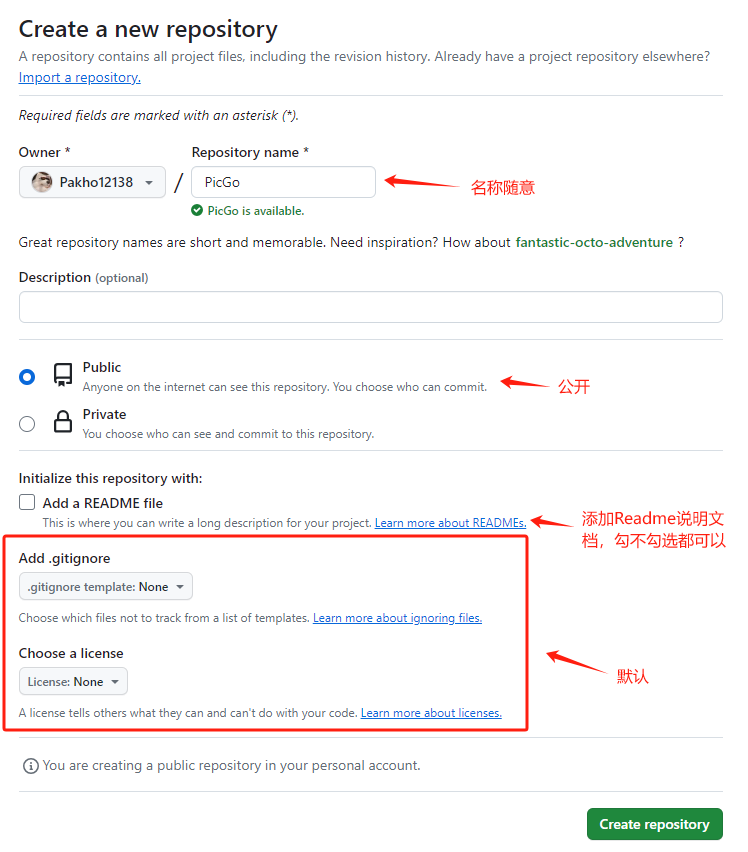 Create a new repository
A repository contains all project files, including the revision history. Already have a project repository elsewhere?
Import a repository.
Required fields are marked with an asterisk (*).
Owner *
Repository name *
Pakho12138
/
PicGo
名称随意
PicGo is available.
Great repository names are short and memorable. Need inspiration? How about fantastic-octo-adventure ?
Description (optional)
Public
Anyone on the internet can see this repository. You choose who can commit.
公开
Private
You choose who can see and commit to this repository.
Initialize this repository with:
Add a README file
This is where you can write a long description for your project. Learn more about READMEs.
添加Readme说明文
档，勾不勾选都可以
Add .gitignore
.gitignore template: None
Choose which files not to track from a list of templates. Learn more about ignoring files.
Choose a license
License: None
默认
A license tells others what they can and can't do with your code. Learn more about licenses.
You are creating a public repository in your personal account.
Create repository